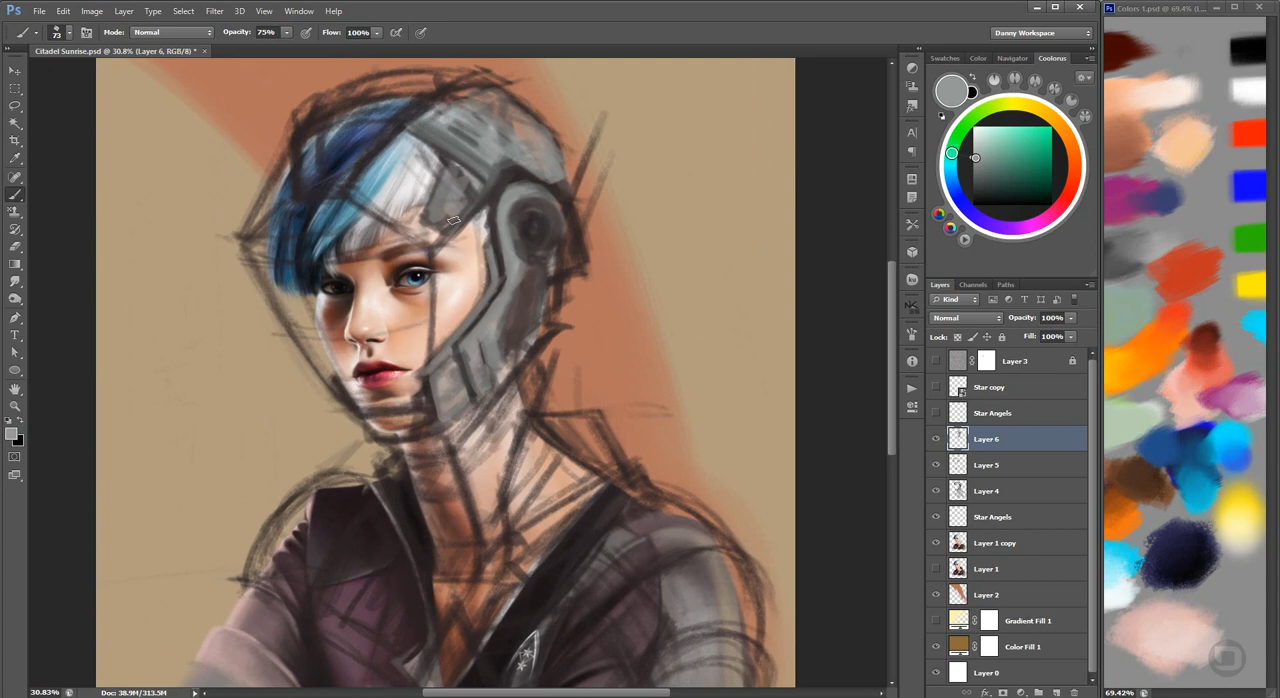 Ps File Edit Image Layer Type Select Filter 3D View Window Help
Colors 1.psd @ 69.4% (L...
73 Mode: Normal Opacity: 75% Flow: 100% Danny Workspace
Citadel Sunrise.psd @ 30.8% (Layer 6, RGB/8) * ×
Swatches Color Navigator Coolorus
Layers Channels Paths
Kind
Normal Opacity: 100%
Lock: Fill: 100%
Layer 3
Star copy
Star Angels
Layer 6
Layer 5
Layer 4
Star Angels
Layer 1 copy
Layer 1
Layer 2
Gradient Fill 1
Color Fill 1
Layer 0
30.83% Doc: 38.9M/313.5M
69.42%